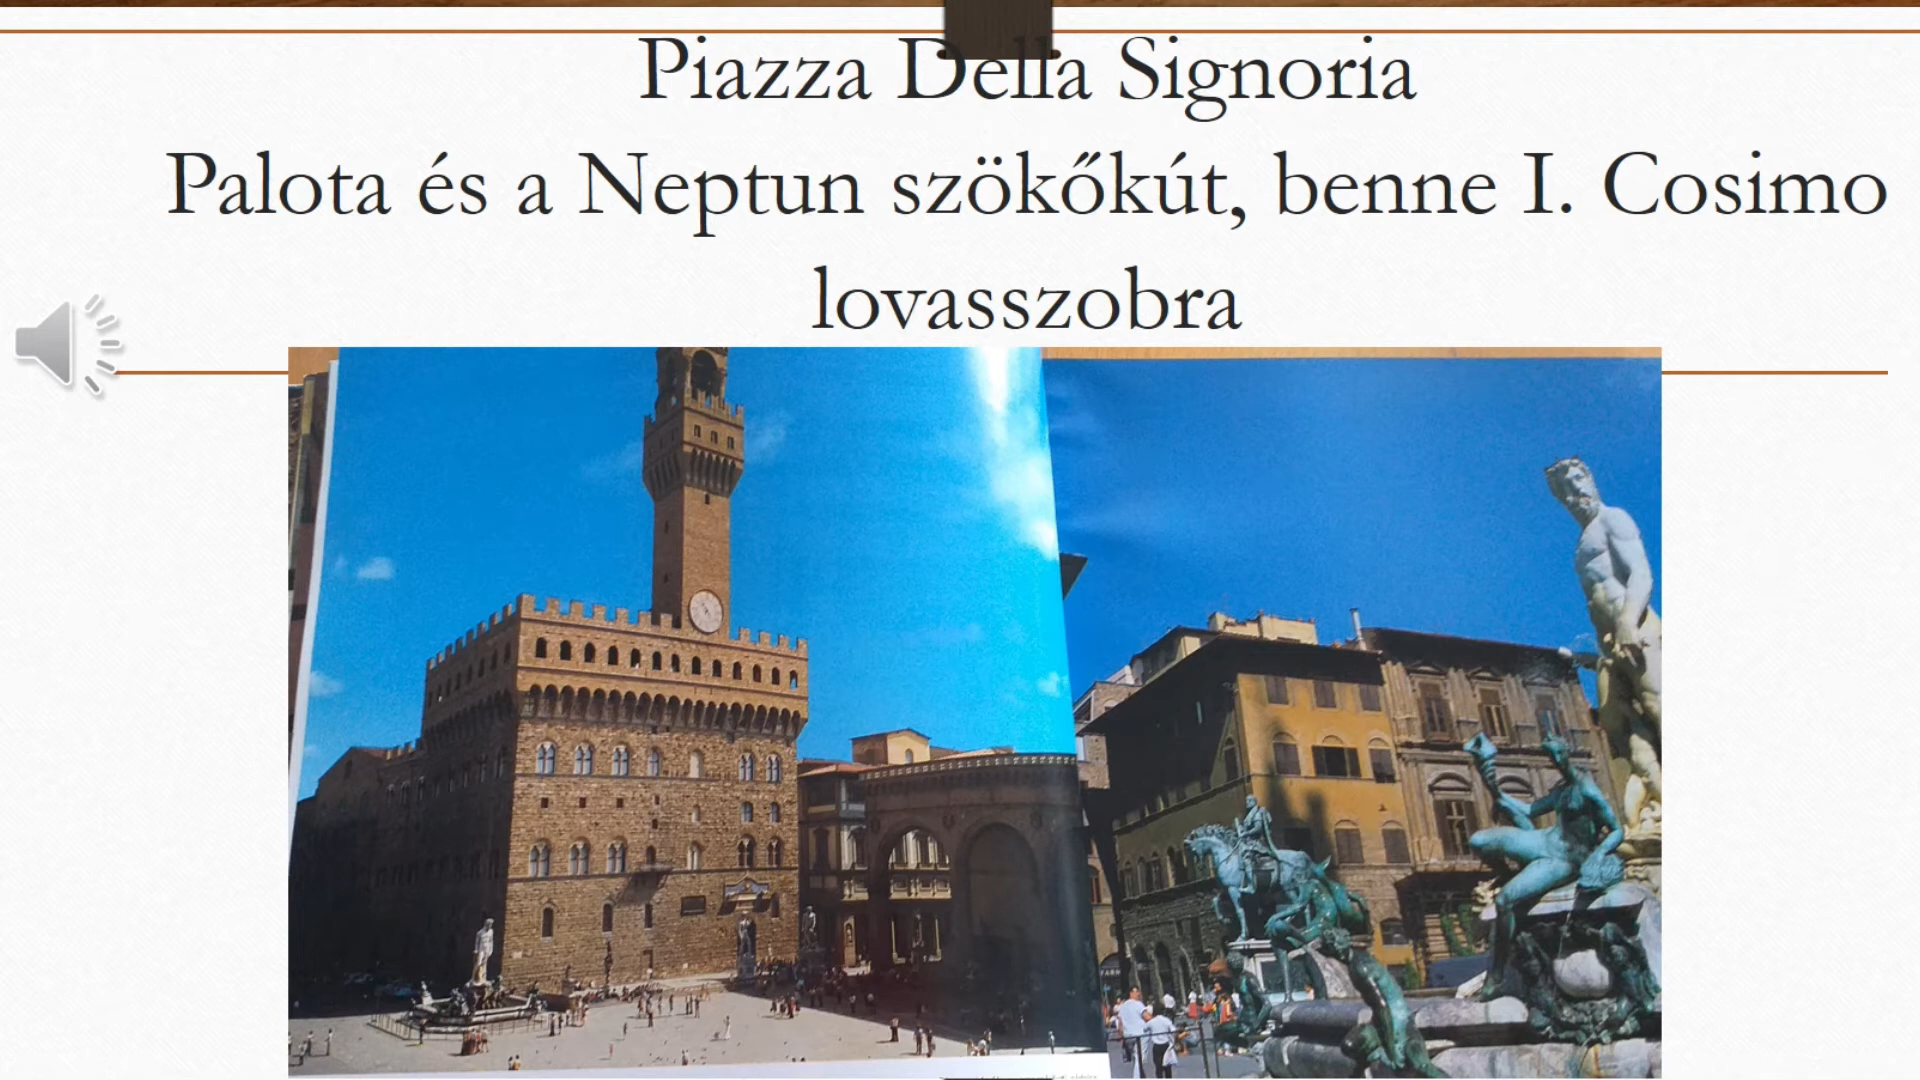 Piazza Della Signoria
Palota és a Neptun szökőkút, benne I. Cosimo
lovasszobra